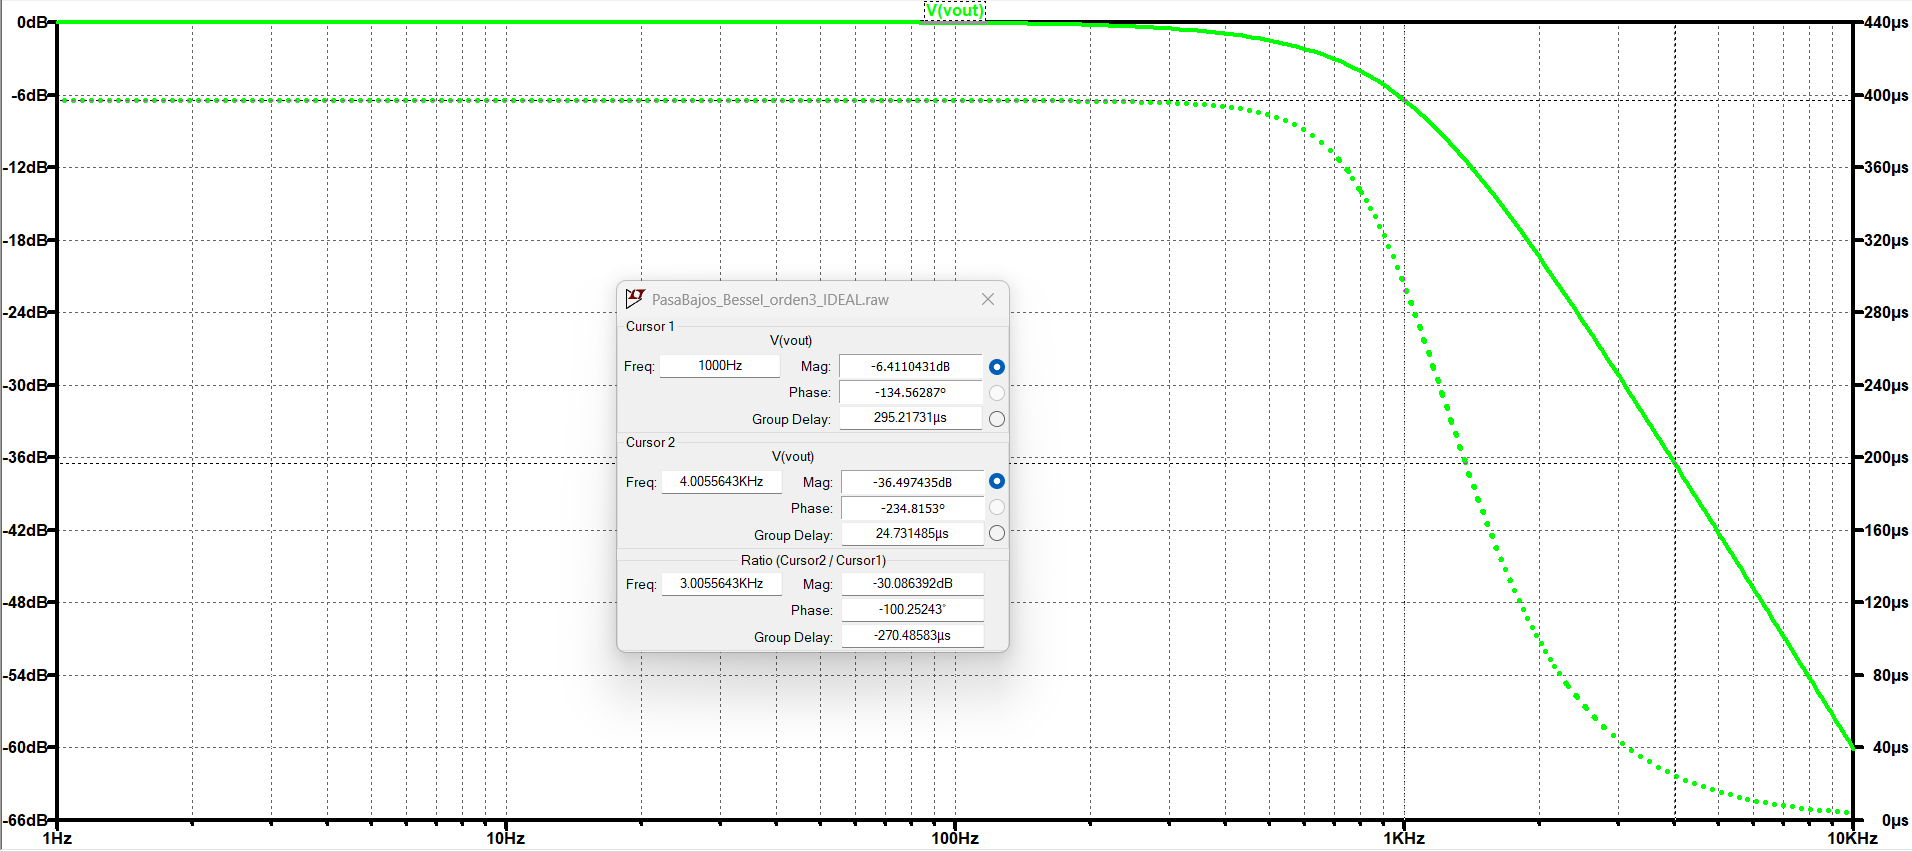 V(vout)
0dB
-6dB
-12dB
-18dB
-24dB
-30dB
-36dB
-42dB
-48dB
-54dB
-60dB
-66dB
440µs
400µs
360µs
320µs
280µs
240µs
200µs
160µs
120µs
80µs
40µs
0µs
1Hz
10Hz
100Hz
1KHz
10KHz
PasaBajos_Bessel_orden3_IDEAL.raw
Cursor 1
V(vout)
Freq: 1000Hz Mag: -6.4110431dB
Phase: -134.56287º
Group Delay: 295.21731µs
Cursor 2
V(vout)
Freq: 4.0055643KHz Mag: -36.497435dB
Phase: -234.8153º
Group Delay: 24.731485µs
Ratio (Cursor2 / Cursor1)
Freq: 3.0055643KHz Mag: -30.086392dB
Phase: -100.25243°
Group Delay: -270.48583µs